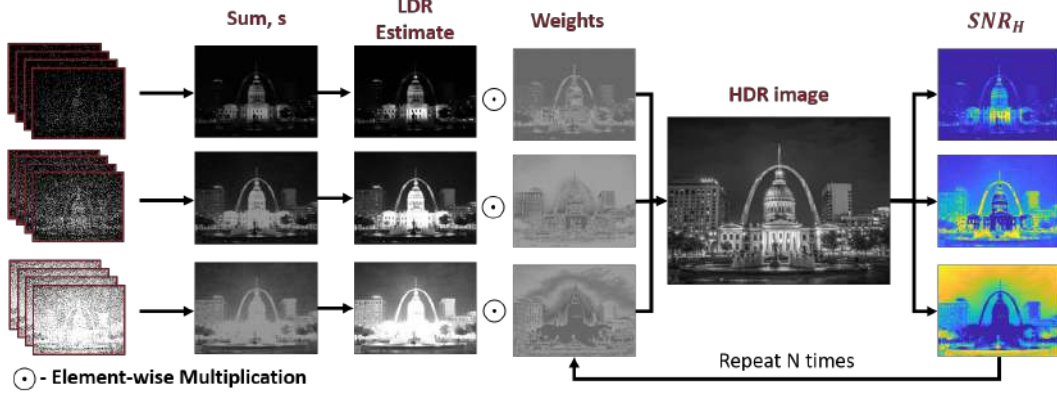 Sum, s
LDR
Estimate
Weights
HDR image
SNR_H
Repeat N times
⊙ - Element-wise Multiplication